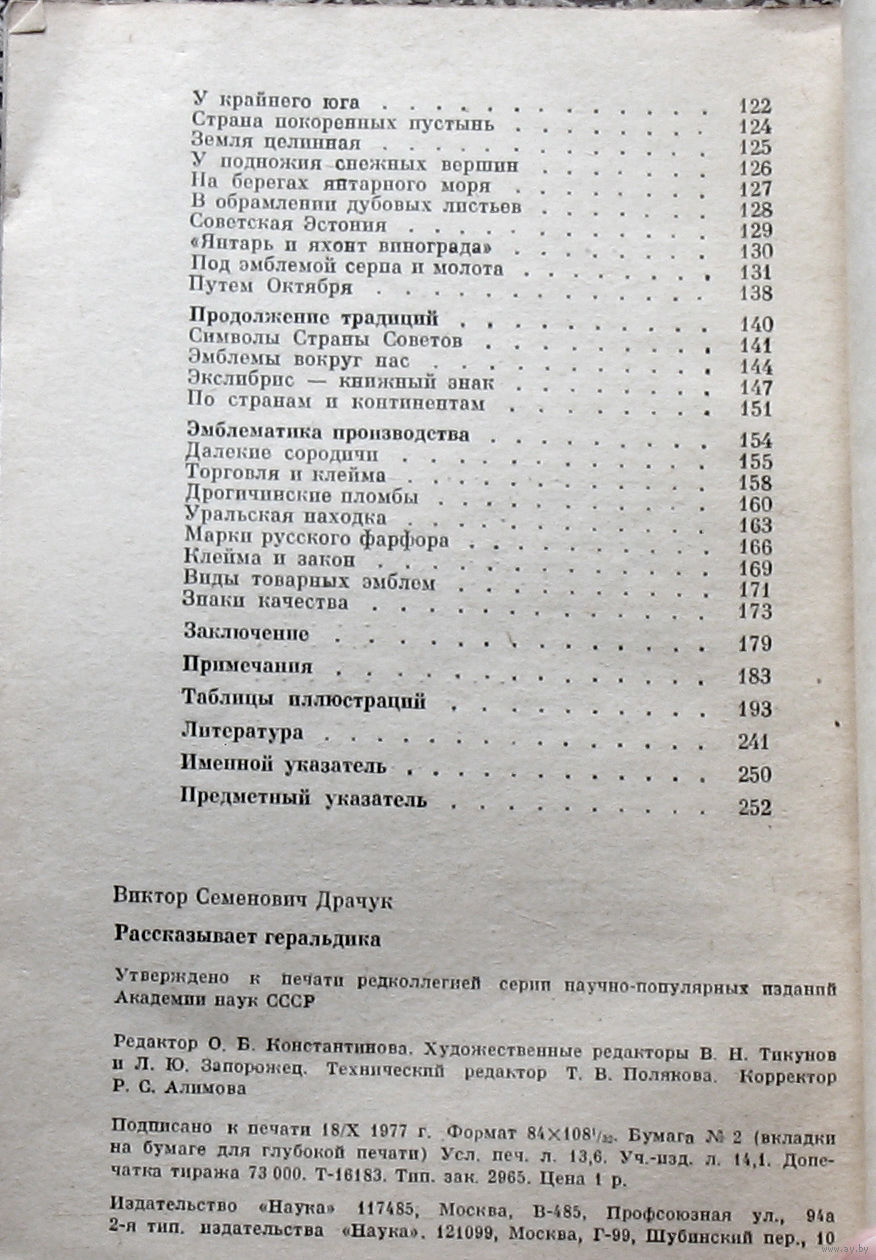 У крайнего юга . . . . . . . . . . . . . 122
Страна покоренных пустынь . . . . . . . . 124
Земля целинная . . . . . . . . . . . . . 125
У подножия снежных вершин . . . . . . . 126
На берегах янтарного моря . . . . . . . . 127
В обрамлении дубовых листьев . . . . . . . 128
Советская Эстония . . . . . . . . . . . . 129
«Янтарь и яхонт винограда» . . . . . . . . 130
Под эмблемой серпа и молота . . . . . . . 131
Путем Октября . . . . . . . . . . . . . 138
Продолжение традиций . . . . . . . . . . 140
Символы Страны Советов . . . . . . . . . 141
Эмблемы вокруг нас . . . . . . . . . . . 144
Экслибрис — книжный знак . . . . . . . . 147
По странам и континентам . . . . . . . . 151
Эмблематика производства . . . . . . . . . 154
Далекие сородичи . . . . . . . . . . . . 155
Торговля и клейма . . . . . . . . . . . . 158
Дрогичинские пломбы . . . . . . . . . . . 160
Уральская находка . . . . . . . . . . . . 163
Марки русского фарфора . . . . . . . . . . 166
Клейма и закон . . . . . . . . . . . . . 169
Виды товарных эмблем . . . . . . . . . . 171
Знаки качества . . . . . . . . . . . . . 173
Заключение . . . . . . . . . . . . . . 179
Примечания . . . . . . . . . . . . . . 183
Таблицы иллюстраций . . . . . . . . . . 193
Литература . . . . . . . . . . . . . . 241
Именной указатель . . . . . . . . . . . . 250
Предметный указатель . . . . . . . . . . 252
Виктор Семенович Драчук
Рассказывает геральдика
Утверждено к печати редколлегией серии научно-популярных изданий
Академии наук СССР
Редактор О. Б. Константинова. Художественные редакторы В. Н. Тикунов
и Л. Ю. Запорожец. Технический редактор Т. В. Полякова. Корректор
Р. С. Алимова
Подписано к печати 18/X 1977 г. Формат 84×108¹/₃₂. Бумага № 2 (вкладки
на бумаге для глубокой печати) Усл. печ. л. 13,6. Уч.-изд. л. 14,1. Допе-
чатка тиража 73 000. Т-16183. Тип. зак. 2965. Цена 1 р.
Издательство «Наука» 117485, Москва, В-485, Профсоюзная ул., 94а
2-я тип. издательства «Наука». 121099, Москва, Г-99, Шубинский пер., 10
www.ay.by